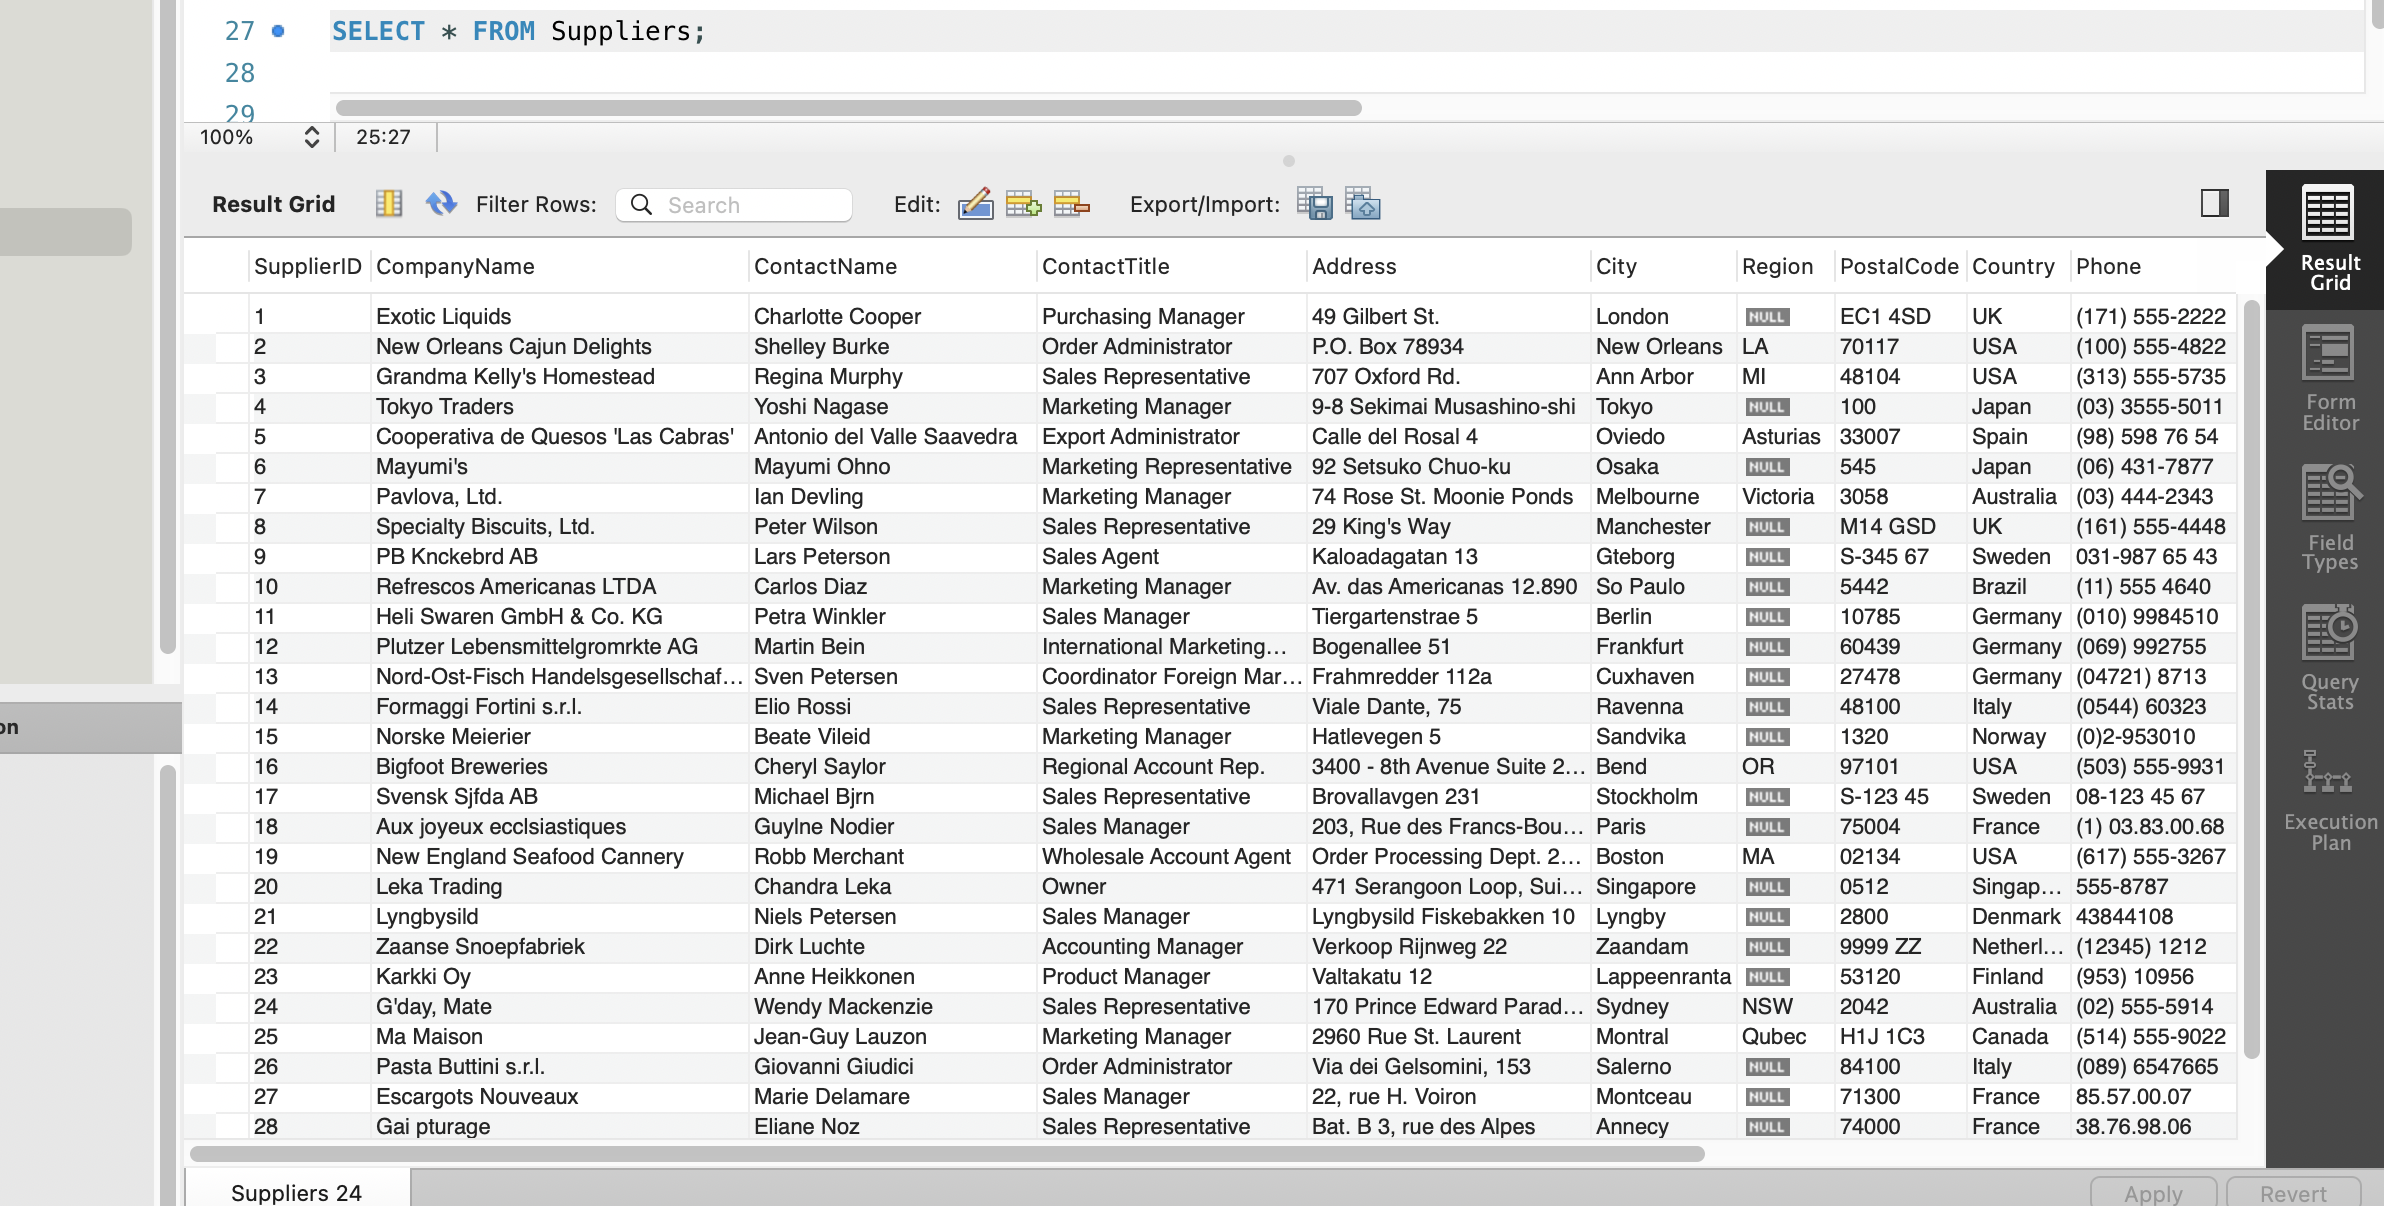 27 SELECT * FROM Suppliers;
28
29
100% 25:27
Result Grid Filter Rows: Search Edit: Export/Import:
SupplierID CompanyName ContactName ContactTitle Address City Region PostalCode Country Phone
1 Exotic Liquids Charlotte Cooper Purchasing Manager 49 Gilbert St. London NULL EC1 4SD UK (171) 555-2222
2 New Orleans Cajun Delights Shelley Burke Order Administrator P.O. Box 78934 New Orleans LA 70117 USA (100) 555-4822
3 Grandma Kelly's Homestead Regina Murphy Sales Representative 707 Oxford Rd. Ann Arbor MI 48104 USA (313) 555-5735
4 Tokyo Traders Yoshi Nagase Marketing Manager 9-8 Sekimai Musashino-shi Tokyo NULL 100 Japan (03) 3555-5011
5 Cooperativa de Quesos 'Las Cabras' Antonio del Valle Saavedra Export Administrator Calle del Rosal 4 Oviedo Asturias 33007 Spain (98) 598 76 54
6 Mayumi's Mayumi Ohno Marketing Representative 92 Setsuko Chuo-ku Osaka NULL 545 Japan (06) 431-7877
7 Pavlova, Ltd. Ian Devling Marketing Manager 74 Rose St. Moonie Ponds Melbourne Victoria 3058 Australia (03) 444-2343
8 Specialty Biscuits, Ltd. Peter Wilson Sales Representative 29 King's Way Manchester NULL M14 GSD UK (161) 555-4448
9 PB Knckebrd AB Lars Peterson Sales Agent Kaloadagatan 13 Gteborg NULL S-345 67 Sweden 031-987 65 43
10 Refrescos Americanas LTDA Carlos Diaz Marketing Manager Av. das Americanas 12.890 So Paulo NULL 5442 Brazil (11) 555 4640
11 Heli Swaren GmbH & Co. KG Petra Winkler Sales Manager Tiergartenstrae 5 Berlin NULL 10785 Germany (010) 9984510
12 Plutzer Lebensmittelgromrkte AG Martin Bein International Marketing... Bogenallee 51 Frankfurt NULL 60439 Germany (069) 992755
13 Nord-Ost-Fisch Handelsgesellschaf... Sven Petersen Coordinator Foreign Mar... Frahmredder 112a Cuxhaven NULL 27478 Germany (04721) 8713
14 Formaggi Fortini s.r.l. Elio Rossi Sales Representative Viale Dante, 75 Ravenna NULL 48100 Italy (0544) 60323
15 Norske Meierier Beate Vileid Marketing Manager Hatlevegen 5 Sandvika NULL 1320 Norway (0)2-953010
16 Bigfoot Breweries Cheryl Saylor Regional Account Rep. 3400 - 8th Avenue Suite 2... Bend OR 97101 USA (503) 555-9931
17 Svensk Sjfda AB Michael Bjrn Sales Representative Brovallavgen 231 Stockholm NULL S-123 45 Sweden 08-123 45 67
18 Aux joyeux ecclsiastiques Guylne Nodier Sales Manager 203, Rue des Francs-Bou... Paris NULL 75004 France (1) 03.83.00.68
19 New England Seafood Cannery Robb Merchant Wholesale Account Agent Order Processing Dept. 2... Boston MA 02134 USA (617) 555-3267
20 Leka Trading Chandra Leka Owner 471 Serangoon Loop, Sui... Singapore NULL 0512 Singap... 555-8787
21 Lyngbysild Niels Petersen Sales Manager Lyngbysild Fiskebakken 10 Lyngby NULL 2800 Denmark 43844108
22 Zaanse Snoepfabriek Dirk Luchte Accounting Manager Verkoop Rijnweg 22 Zaandam NULL 9999 ZZ Netherl... (12345) 1212
23 Karkki Oy Anne Heikkonen Product Manager Valtakatu 12 Lappeenranta NULL 53120 Finland (953) 10956
24 G'day, Mate Wendy Mackenzie Sales Representative 170 Prince Edward Parad... Sydney NSW 2042 Australia (02) 555-5914
25 Ma Maison Jean-Guy Lauzon Marketing Manager 2960 Rue St. Laurent Montral Qubec H1J 1C3 Canada (514) 555-9022
26 Pasta Buttini s.r.l. Giovanni Giudici Order Administrator Via dei Gelsomini, 153 Salerno NULL 84100 Italy (089) 6547665
27 Escargots Nouveaux Marie Delamare Sales Manager 22, rue H. Voiron Montceau NULL 71300 France 85.57.00.07
28 Gai pturage Eliane Noz Sales Representative Bat. B 3, rue des Alpes Annecy NULL 74000 France 38.76.98.06
on
Suppliers 24
Apply Revert
Result
Grid
Form
Editor
Field
Types
Query
Stats
Execution
Plan